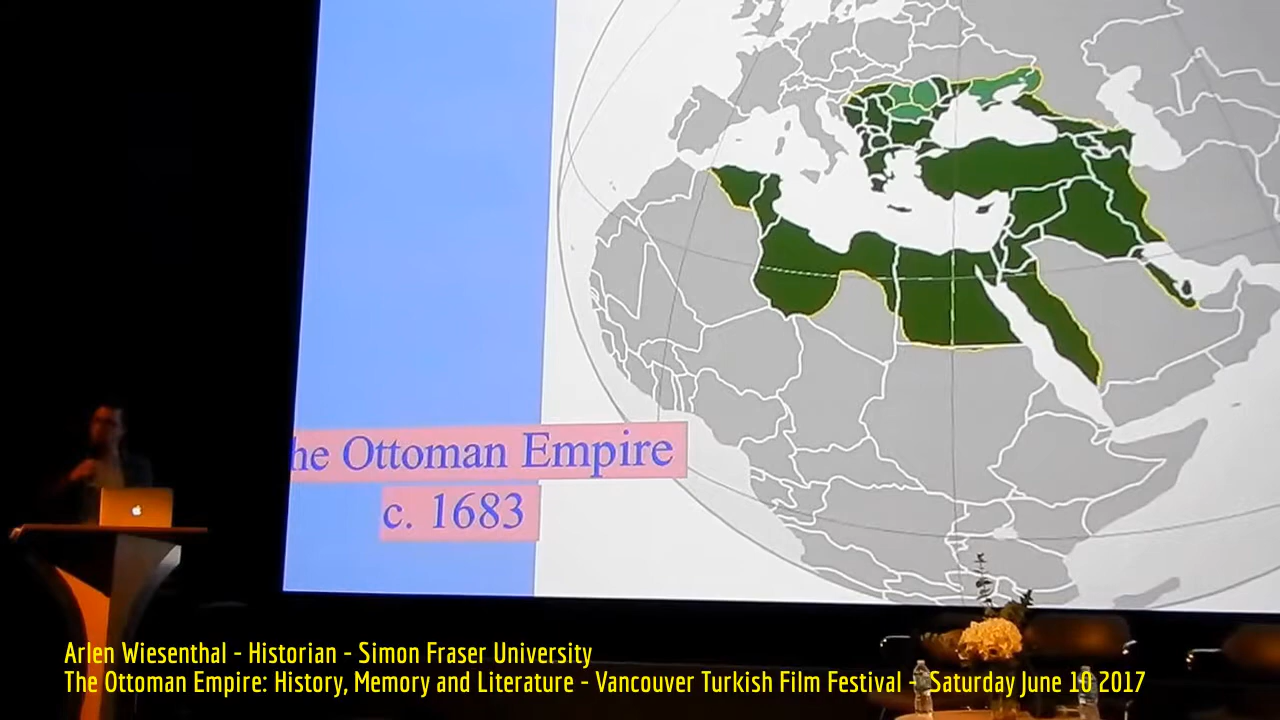 he Ottoman Empire
c. 1683
Arlen Wiesenthal - Historian - Simon Fraser University
The Ottoman Empire: History, Memory and Literature - Vancouver Turkish Film Festival - Saturday June 10 2017